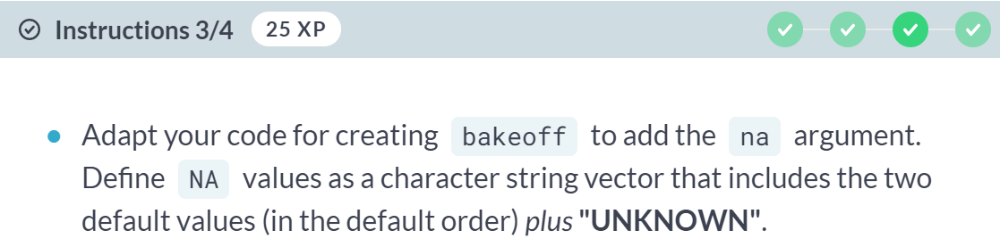 Instructions 3/4 25 XP
Adapt your code for creating bakeoff to add the na argument.
Define NA values as a character string vector that includes the two
default values (in the default order) plus "UNKNOWN".